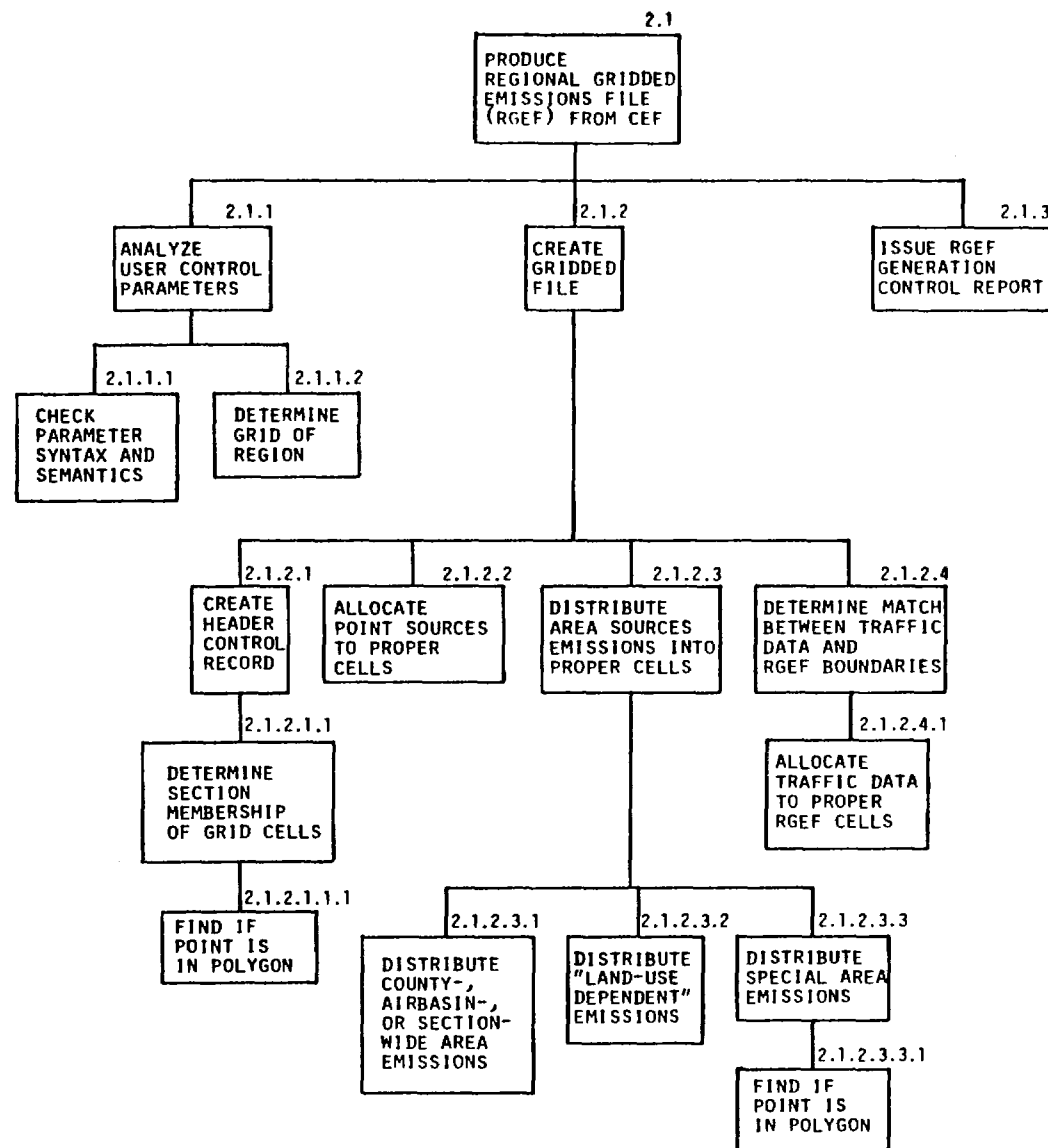 2.1
PRODUCE
REGIONAL GRIDDED
EMISSIONS FILE
(RGEF) FROM CEF
2.1.1
ANALYZE
USER CONTROL
PARAMETERS
2.1.2
CREATE
GRIDDED
FILE
2.1.3
ISSUE RGEF
GENERATION
CONTROL REPORT
2.1.1.1
CHECK
PARAMETER
SYNTAX AND
SEMANTICS
2.1.1.2
DETERMINE
GRID OF
REGION
2.1.2.1
CREATE
HEADER
CONTROL
RECORD
2.1.2.2
ALLOCATE
POINT SOURCES
TO PROPER
CELLS
2.1.2.3
DISTRIBUTE
AREA SOURCES
EMISSIONS INTO
PROPER CELLS
2.1.2.4
DETERMINE MATCH
BETWEEN TRAFFIC
DATA AND
RGEF BOUNDARIES
2.1.2.1.1
DETERMINE
SECTION
MEMBERSHIP
OF GRID CELLS
2.1.2.4.1
ALLOCATE
TRAFFIC DATA
TO PROPER
RGEF CELLS
2.1.2.1.1.1
FIND IF
POINT IS
IN POLYGON
2.1.2.3.1
DISTRIBUTE
COUNTY-,
AIRBASIN-,
OR SECTION-
WIDE AREA
EMISSIONS
2.1.2.3.2
DISTRIBUTE
"LAND-USE
DEPENDENT"
EMISSIONS
2.1.2.3.3
DISTRIBUTE
SPECIAL AREA
EMISSIONS
2.1.2.3.3.1
FIND IF
POINT IS
IN POLYGON